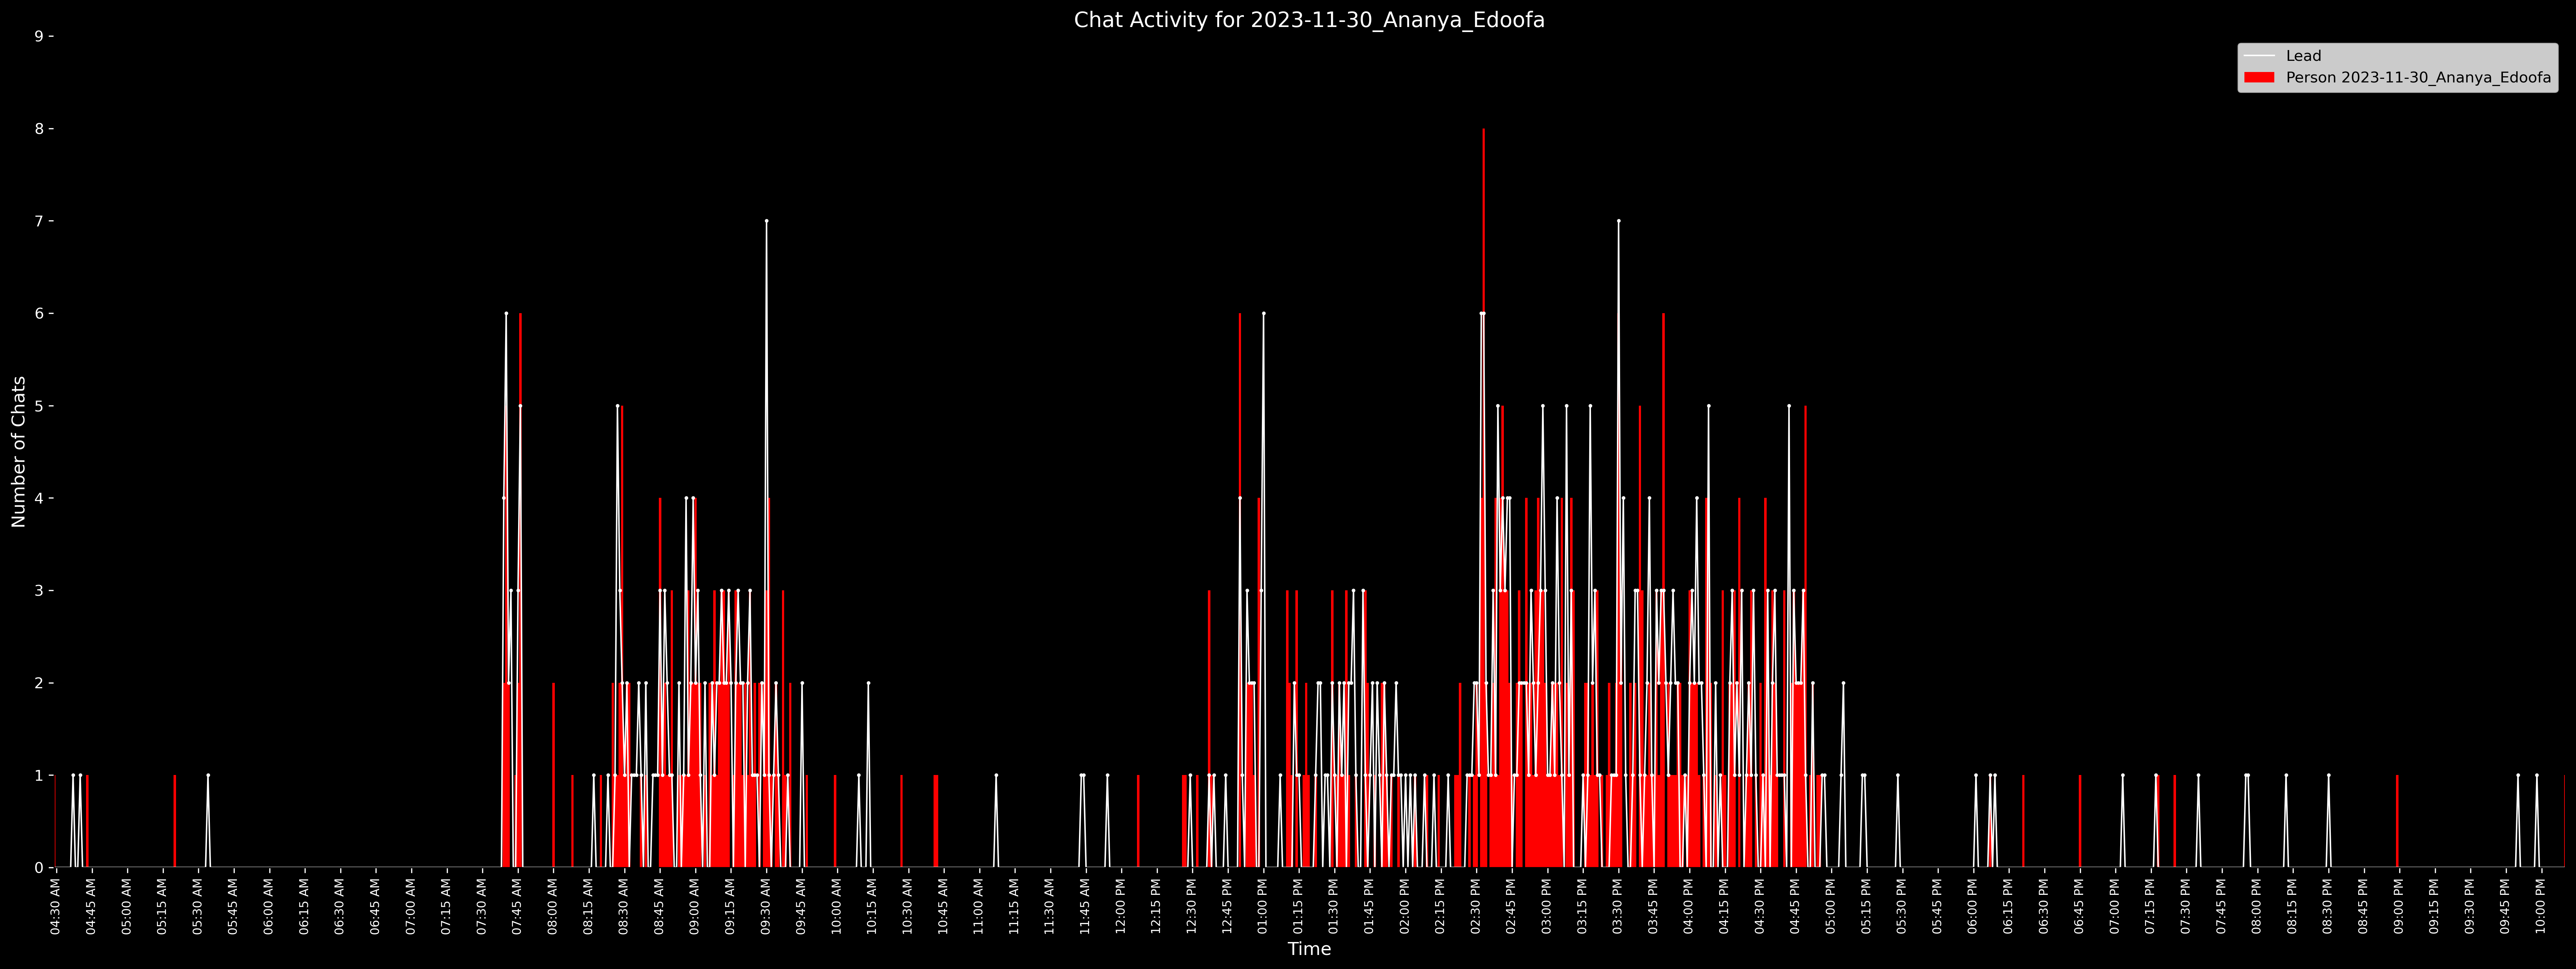 Chat Activity for 2023-11-30_Ananya_Edoofa
Lead
Person 2023-11-30_Ananya_Edoofa
Number of Chats
9
8
7
6
5
4
3
2
1
0
04:30 AM
04:45 AM
05:00 AM
05:15 AM
05:30 AM
05:45 AM
06:00 AM
06:15 AM
06:30 AM
06:45 AM
07:00 AM
07:15 AM
07:30 AM
07:45 AM
08:00 AM
08:15 AM
08:30 AM
08:45 AM
09:00 AM
09:15 AM
09:30 AM
09:45 AM
10:00 AM
10:15 AM
10:30 AM
10:45 AM
11:00 AM
11:15 AM
11:30 AM
11:45 AM
12:00 PM
12:15 PM
12:30 PM
12:45 PM
01:00 PM
01:15 PM
01:30 PM
01:45 PM
02:00 PM
02:15 PM
02:30 PM
02:45 PM
03:00 PM
03:15 PM
03:30 PM
03:45 PM
04:00 PM
04:15 PM
04:30 PM
04:45 PM
05:00 PM
05:15 PM
05:30 PM
05:45 PM
06:00 PM
06:15 PM
06:30 PM
06:45 PM
07:00 PM
07:15 PM
07:30 PM
07:45 PM
08:00 PM
08:15 PM
08:30 PM
08:45 PM
09:00 PM
09:15 PM
09:30 PM
09:45 PM
10:00 PM
Time